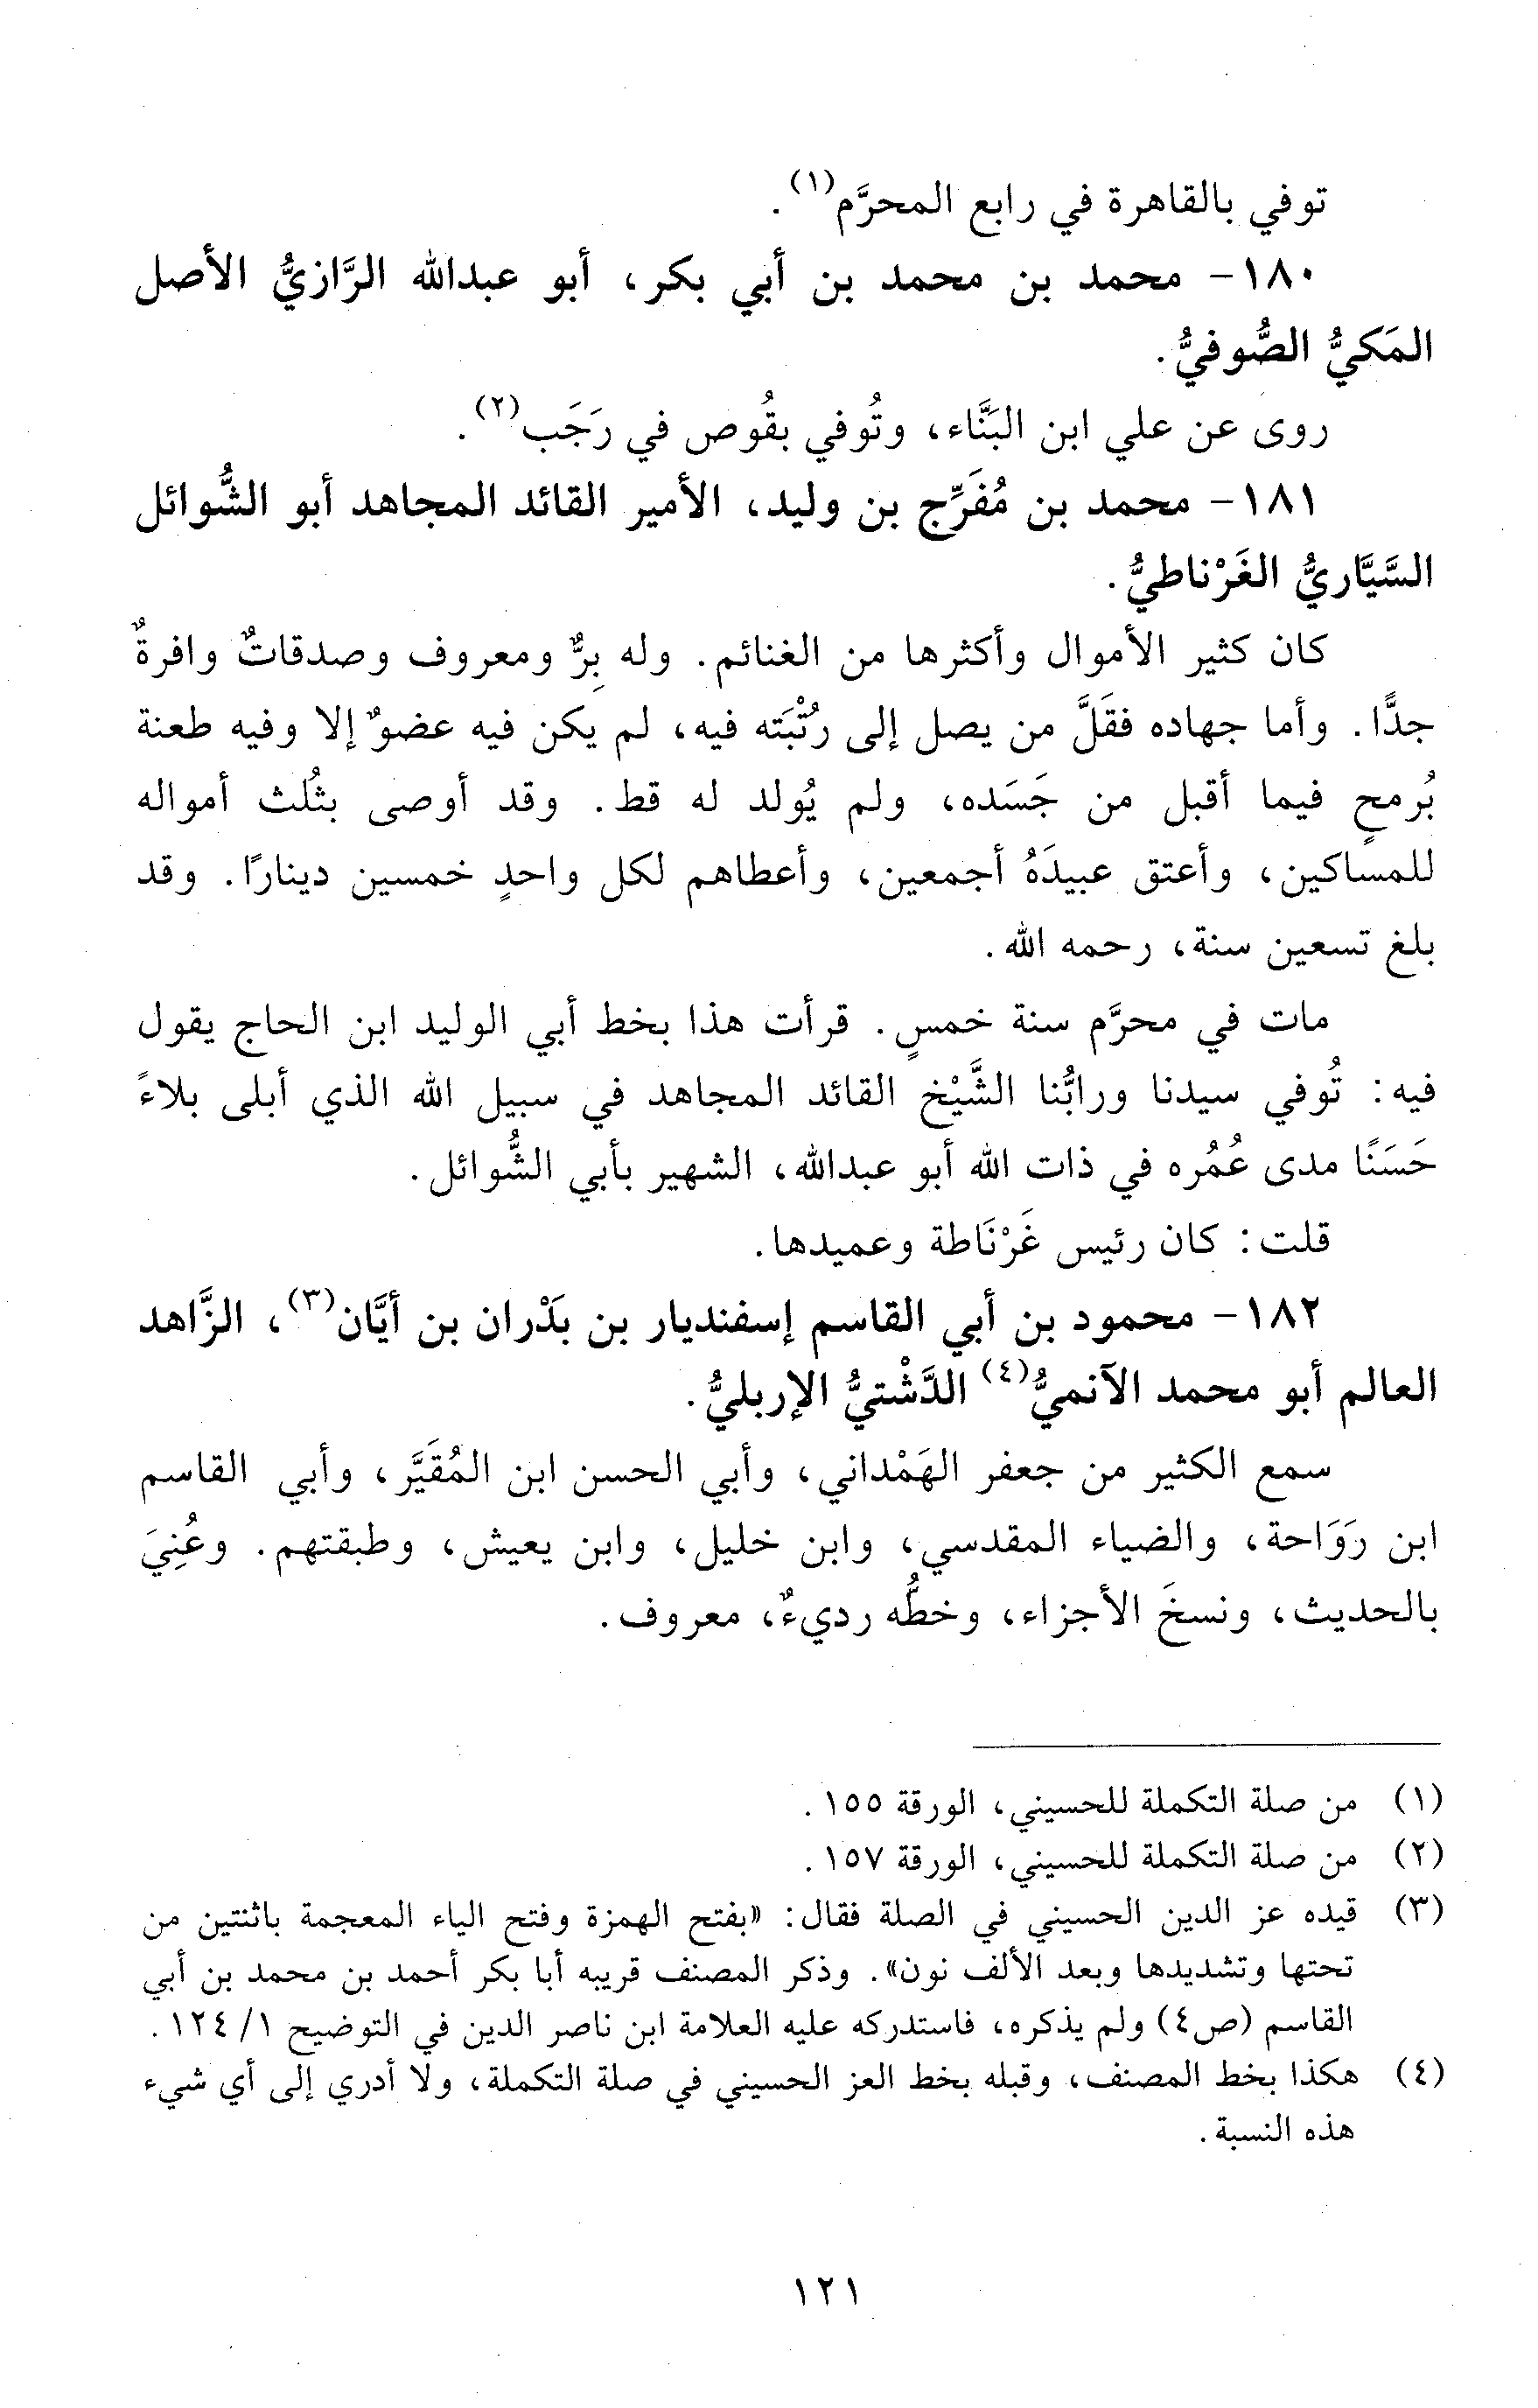 توفي بالقاهرة في رابع المحرَّم(١).
١٨٠- محمد بن محمد بن أبي بكر، أبو عبدالله الرَّازيُّ الأصل
المَكيُّ الصُّوفيُّ.
روى عن علي ابن البَنَّاء، وتُوفي بقُوص في رَجَب(٢).
١٨١- محمد بن مُفَرِّج بن وليد، الأمير القائد المجاهد أبو الشُّوائل
السَّيَّاريُّ الغَرْناطيُّ.
كان كثير الأموال وأكثرها من الغنائم. وله بِرٌّ ومعروف وصدقاتٌ وافرةٌ
جدًّا. وأما جهاده فقَلَّ من يصل إلى رُتْبَته فيه، لم يكن فيه عضوٌ إلا وفيه طعنة
بُرمحٍ فيما أقبل من جَسَده، ولم يُولد له قط. وقد أوصى بثُلث أمواله
للمساكين، وأعتق عبيدَهُ أجمعين، وأعطاهم لكل واحدٍ خمسين دينارًا. وقد
بلغ تسعين سنة، رحمه الله.
مات في محرَّم سنة خمسٍ. قرأت هذا بخط أبي الوليد ابن الحاج يقول
فيه: تُوفي سيدنا ورابُّنا الشَّيْخ القائد المجاهد في سبيل الله الذي أبلى بلاءً
حَسَنًا مدى عُمُره في ذات الله أبو عبدالله، الشهير بأبي الشُّوائل.
قلت: كان رئيس غَرْنَاطة وعميدها.
١٨٢- محمود بن أبي القاسم إسفنديار بن بَدْران بن أيَّان(٣)، الزَّاهد
العالم أبو محمد الآنميُّ(٤) الدَّشْتيُّ الإربليُّ.
سمع الكثير من جعفر الهَمْداني، وأبي الحسن ابن المُقَيَّر، وأبي القاسم
ابن رَوَاحة، والضياء المقدسي، وابن خليل، وابن يعيش، وطبقتهم. وعُنِيَ
بالحديث، ونسخَ الأجزاء، وخطُّه رديءٌ، معروف.
(١) من صلة التكملة للحسيني، الورقة ١٥٥.
(٢) من صلة التكملة للحسيني، الورقة ١٥٧.
(٣) قيده عز الدين الحسيني في الصلة فقال: «بفتح الهمزة وفتح الياء المعجمة باثنتين من
تحتها وتشديدها وبعد الألف نون». وذكر المصنف قريبه أبا بكر أحمد بن محمد بن أبي
القاسم (ص٤) ولم يذكره، فاستدركه عليه العلامة ابن ناصر الدين في التوضيح ١/ ١٢٤.
(٤) هكذا بخط المصنف، وقبله بخط العز الحسيني في صلة التكملة، ولا أدري إلى أي شيء
هذه النسبة.
١٢١